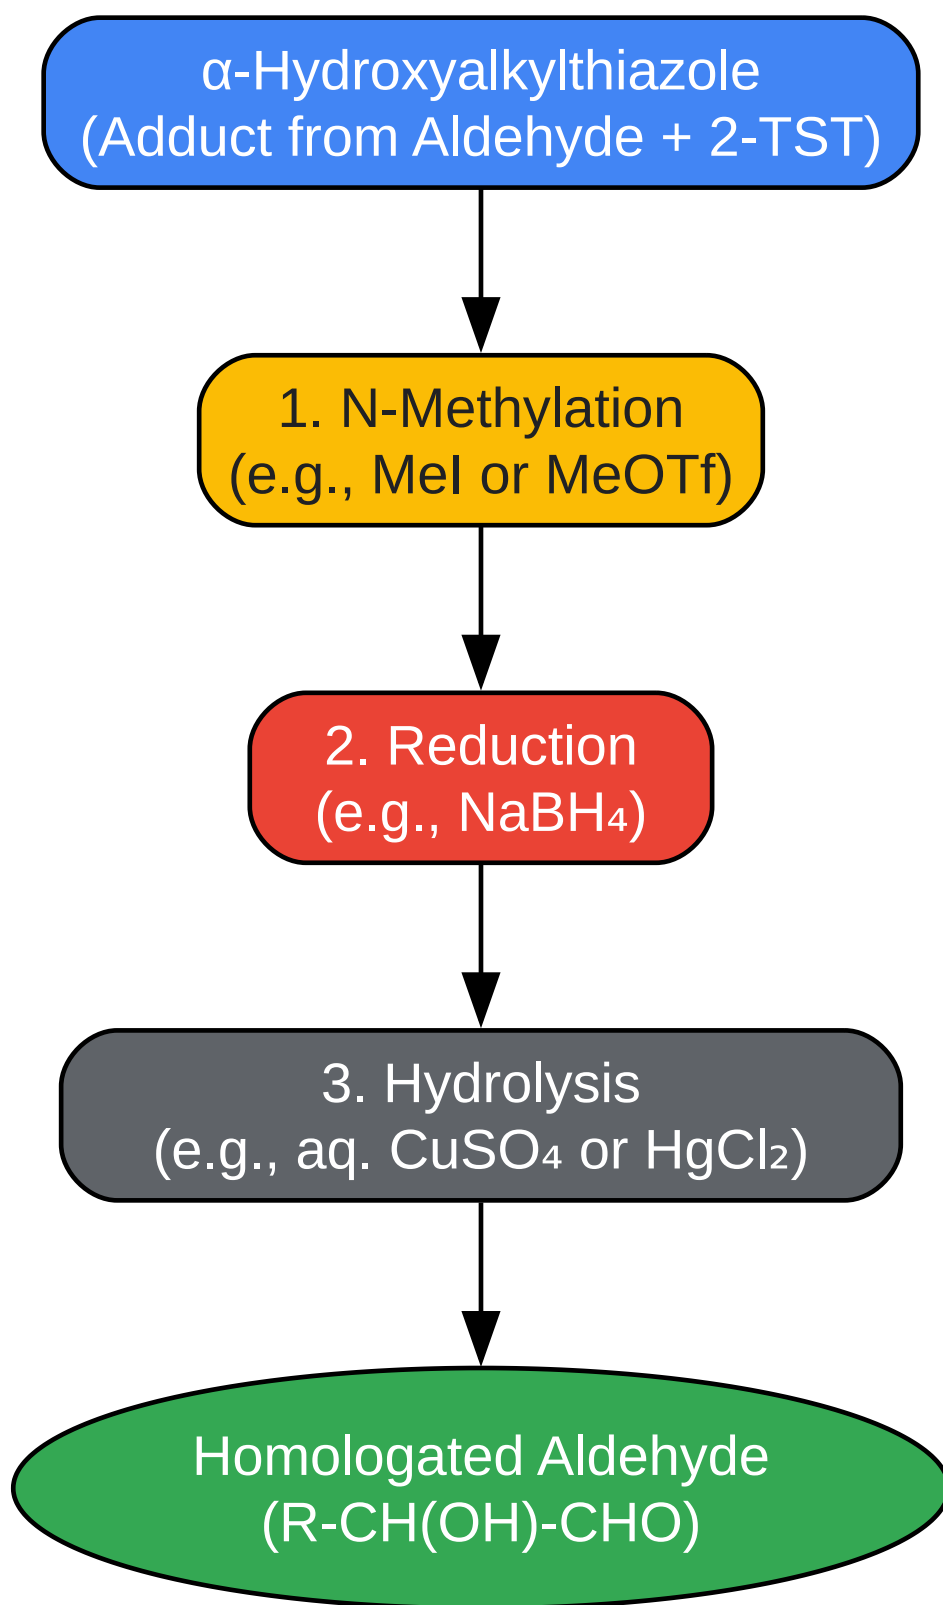 α-Hydroxyalkylthiazole
(Adduct from Aldehyde + 2-TST)
1. N-Methylation
(e.g., MeI or MeOTf)
2. Reduction
(e.g., NaBH₄)
3. Hydrolysis
(e.g., aq. CuSO₄ or HgCl₂)
Homologated Aldehyde
(R-CH(OH)-CHO)